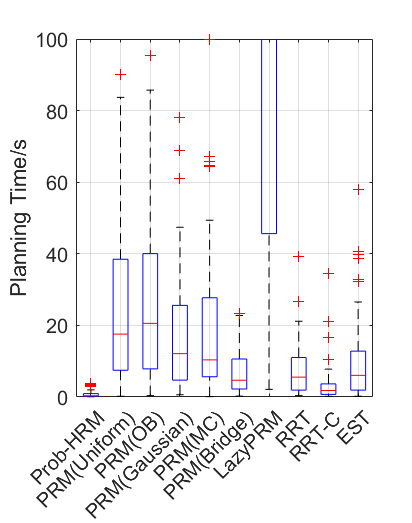 100
80
60
40
20
0
Planning Time/s
Prob-HRM
PRM(Uniform)
PRM(OB)
PRM(Gaussian)
PRM(MC)
PRM(Bridge)
LazyPRM
RRT
RRT-C
EST